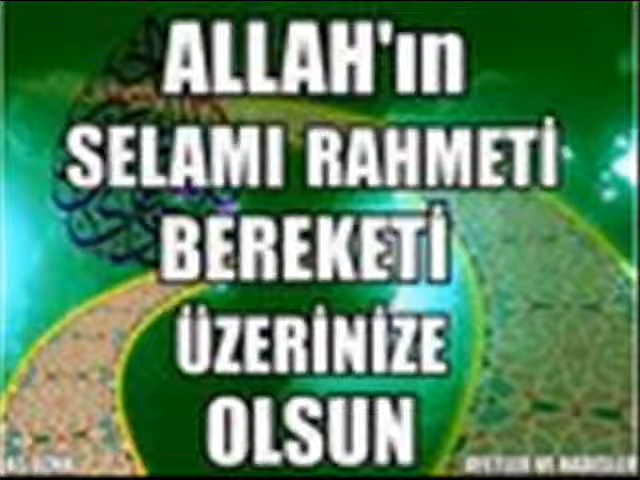 ALLAH'ın
SELAMI RAHMETİ
BEREKETİ
ÜZERİNİZE
OLSUN
AYETLER VE HADİSLER